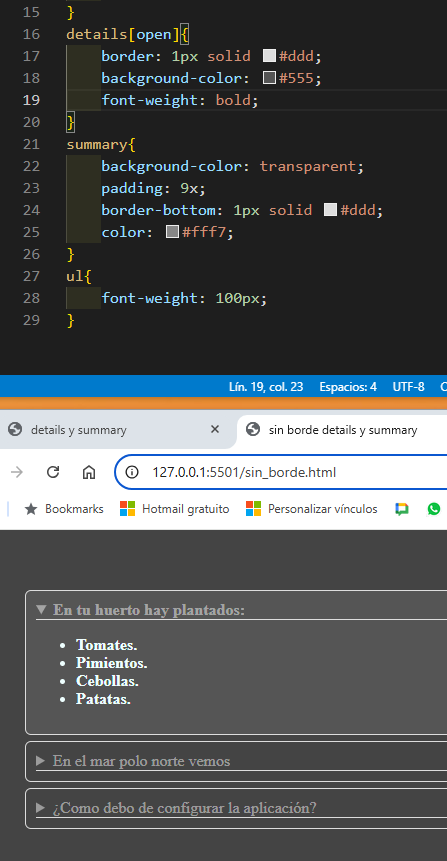 15 }
16 details[open]{
17 border: 1px solid #ddd;
18 background-color: #555;
19 font-weight: bold;
20 }
21 summary{
22 background-color: transparent;
23 padding: 9x;
24 border-bottom: 1px solid #ddd;
25 color: #fff7;
26 }
27 ul{
28 font-weight: 100px;
29 }
Lín. 19, col. 23 Espacios: 4 UTF-8
details y summary sin borde details y summary
127.0.0.1:5501/sin_borde.html
Bookmarks Hotmail gratuito Personalizar vínculos
En tu huerto hay plantados:
Tomates.
Pimientos.
Cebollas.
Patatas.
En el mar polo norte vemos
¿Como debo de configurar la aplicación?